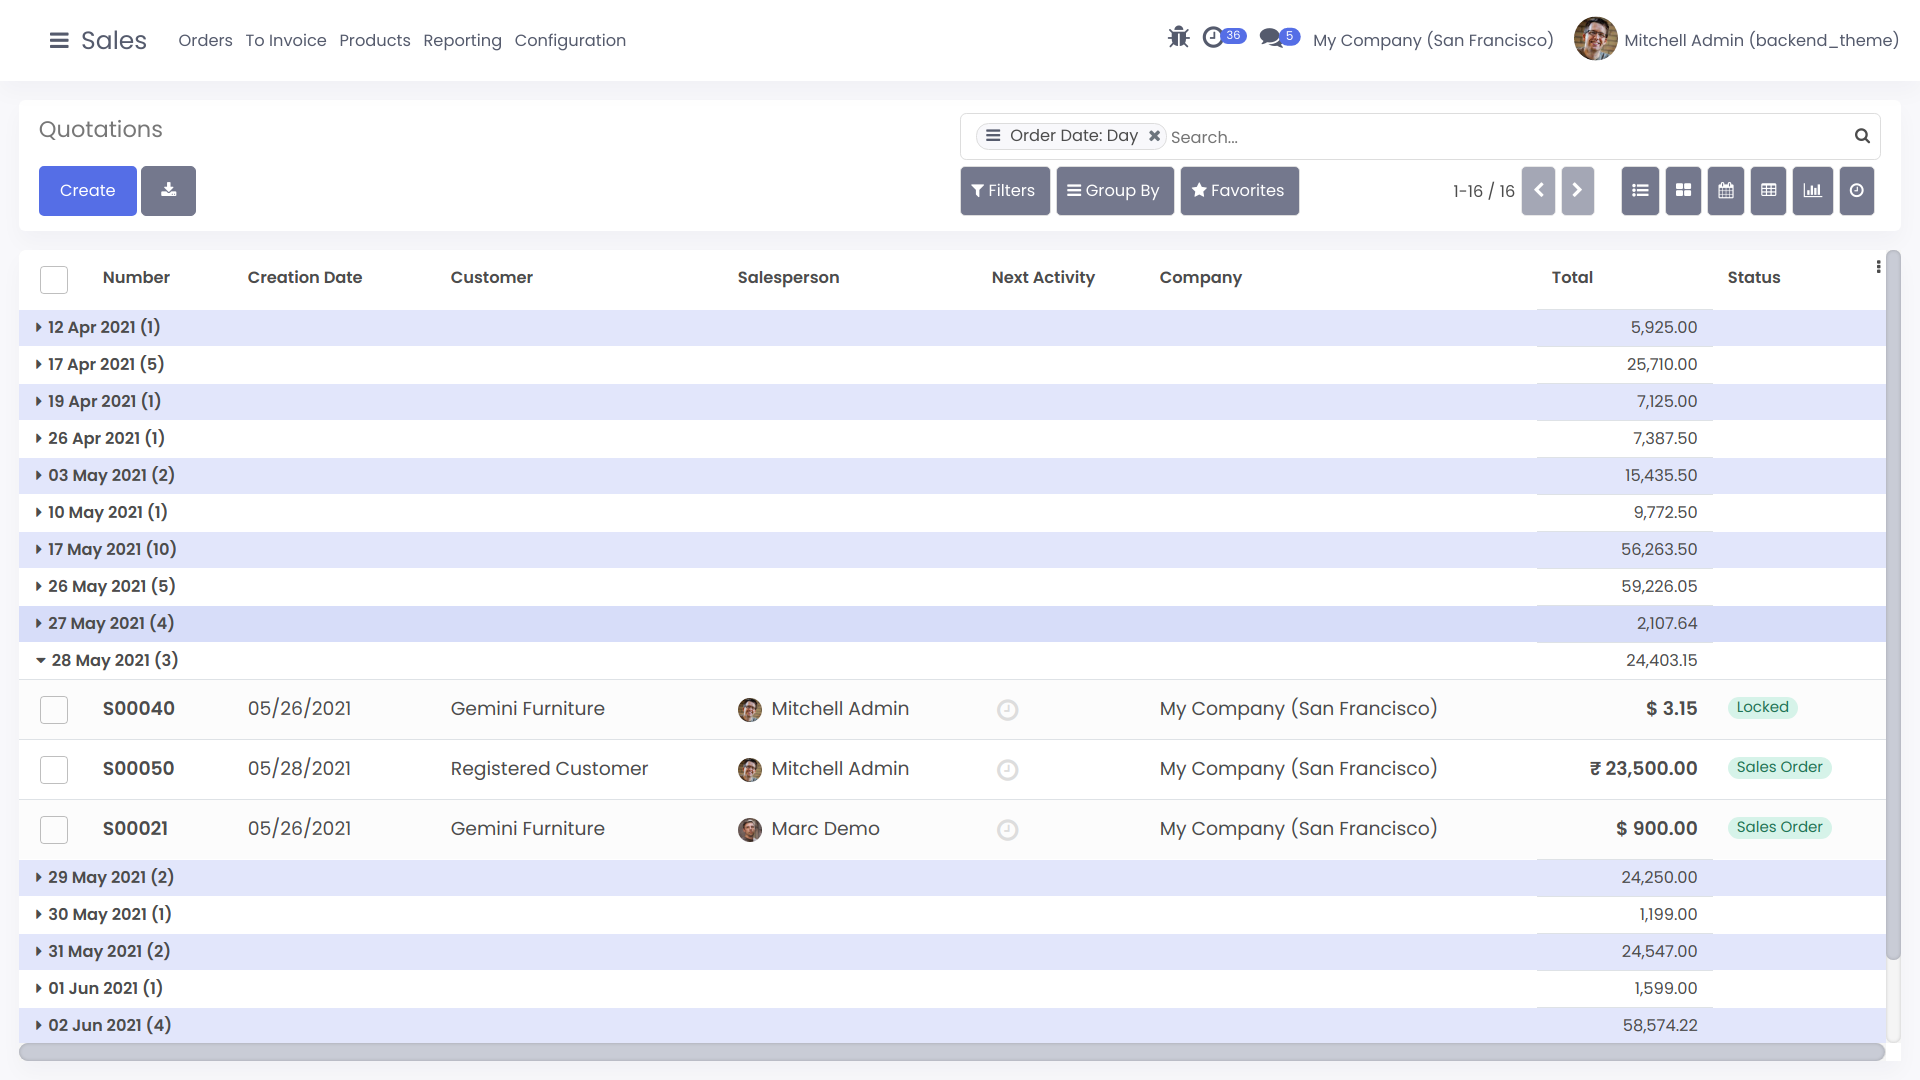 Sales Orders To Invoice Products Reporting Configuration 36 5 My Company (San Francisco) Mitchell Admin (backend_theme)
Quotations
Order Date: Day Search...
Create Filters Group By Favorites 1-16 / 16
Number Creation Date Customer Salesperson Next Activity Company Total Status
12 Apr 2021 (1) 5,925.00
17 Apr 2021 (5) 25,710.00
19 Apr 2021 (1) 7,125.00
26 Apr 2021 (1) 7,387.50
03 May 2021 (2) 15,435.50
10 May 2021 (1) 9,772.50
17 May 2021 (10) 56,263.50
26 May 2021 (5) 59,226.05
27 May 2021 (4) 2,107.64
28 May 2021 (3) 24,403.15
S00040 05/26/2021 Gemini Furniture Mitchell Admin My Company (San Francisco) $ 3.15 Locked
S00050 05/28/2021 Registered Customer Mitchell Admin My Company (San Francisco) ₹ 23,500.00 Sales Order
S00021 05/26/2021 Gemini Furniture Marc Demo My Company (San Francisco) $ 900.00 Sales Order
29 May 2021 (2) 24,250.00
30 May 2021 (1) 1,199.00
31 May 2021 (2) 24,547.00
01 Jun 2021 (1) 1,599.00
02 Jun 2021 (4) 58,574.22